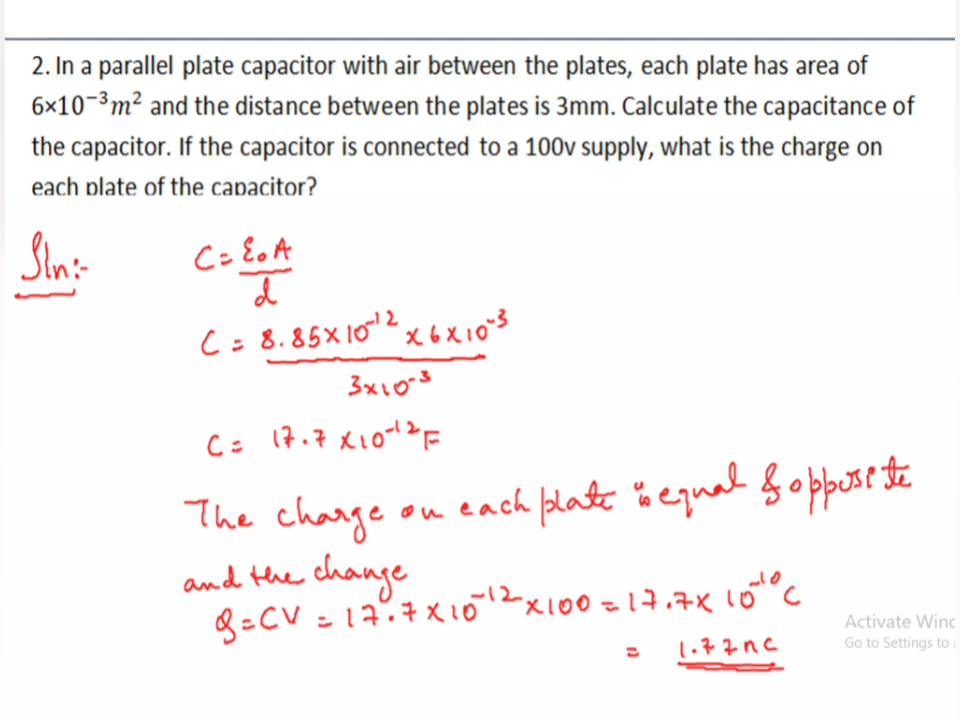 2. In a parallel plate capacitor with air between the plates, each plate has area of
6×10⁻³m² and the distance between the plates is 3mm. Calculate the capacitance of
the capacitor. If the capacitor is connected to a 100v supply, what is the charge on
each plate of the capacitor?
Sln:-
C = ε₀A
d
C = 8.85×10⁻¹² × 6×10⁻³
3×10⁻³
C = 17.7 ×10⁻¹² F
The charge on each plate is equal & opposite
and the charge
q = CV = 17.7×10⁻¹² ×100 = 17.7× 10⁻¹⁰ C
= 1.77nC
Activate Winc
Go to Settings to